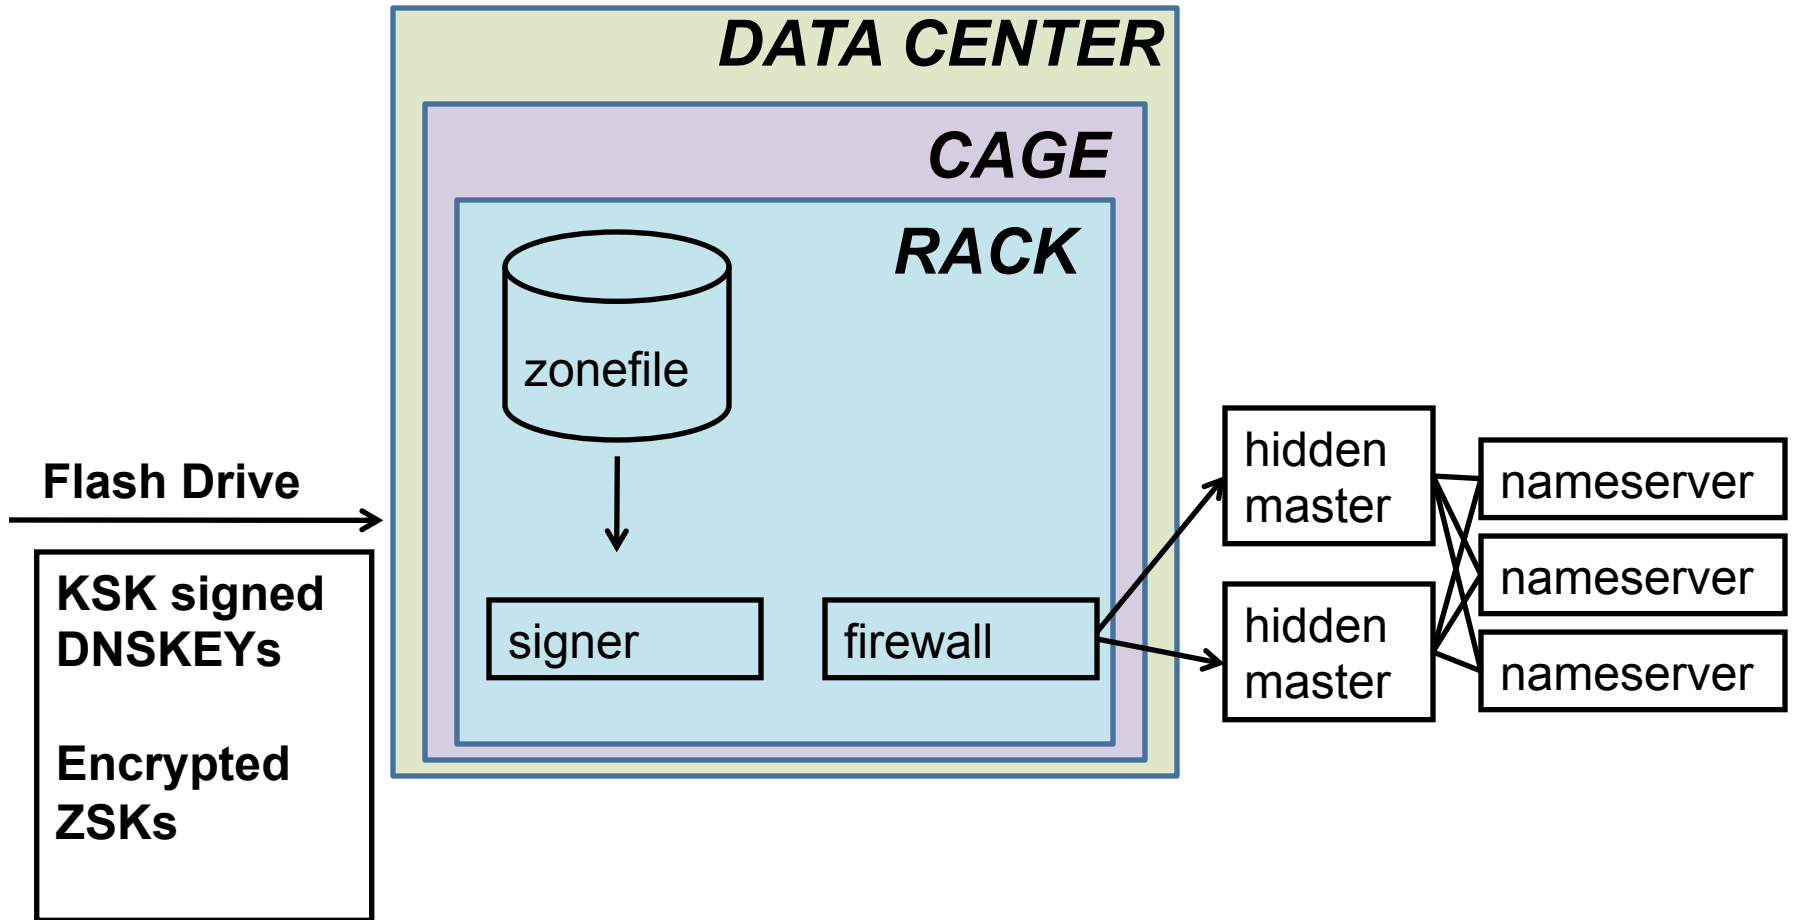 DATA CENTER
CAGE
RACK
zonefile
Flash Drive
KSK signed
DNSKEYs
Encrypted
ZSKs
signer
firewall
hidden
master
hidden
master
nameserver
nameserver
nameserver